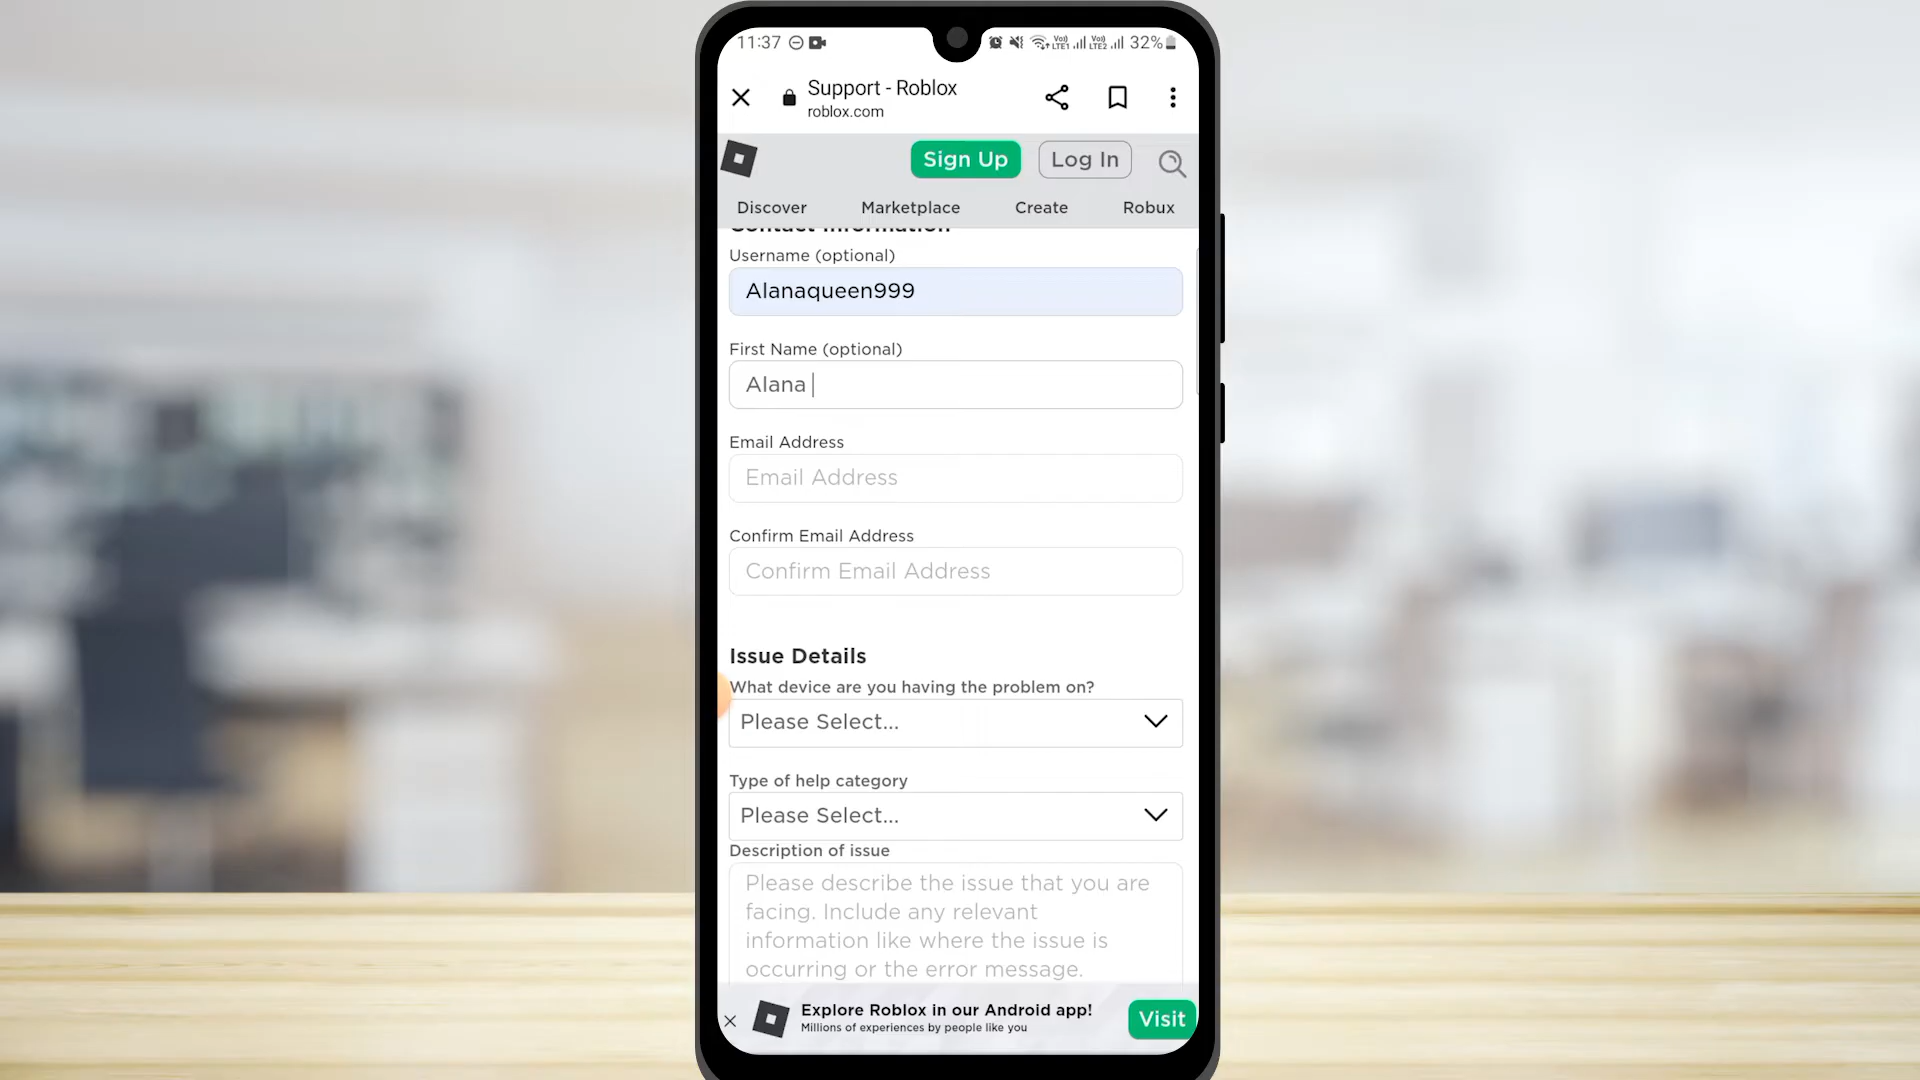 11:37
Vo)) LTE1 Vo)) LTE2 32%
Support - Roblox
roblox.com
Sign Up
Log In
Discover
Marketplace
Create
Robux
Contact Information
Username (optional)
Alanaqueen999
First Name (optional)
Alana
Email Address
Email Address
Confirm Email Address
Confirm Email Address
Issue Details
What device are you having the problem on?
Please Select...
Type of help category
Please Select...
Description of issue
Please describe the issue that you are
facing. Include any relevant
information like where the issue is
occurring or the error message.
Explore Roblox in our Android app!
Millions of experiences by people like you
Visit